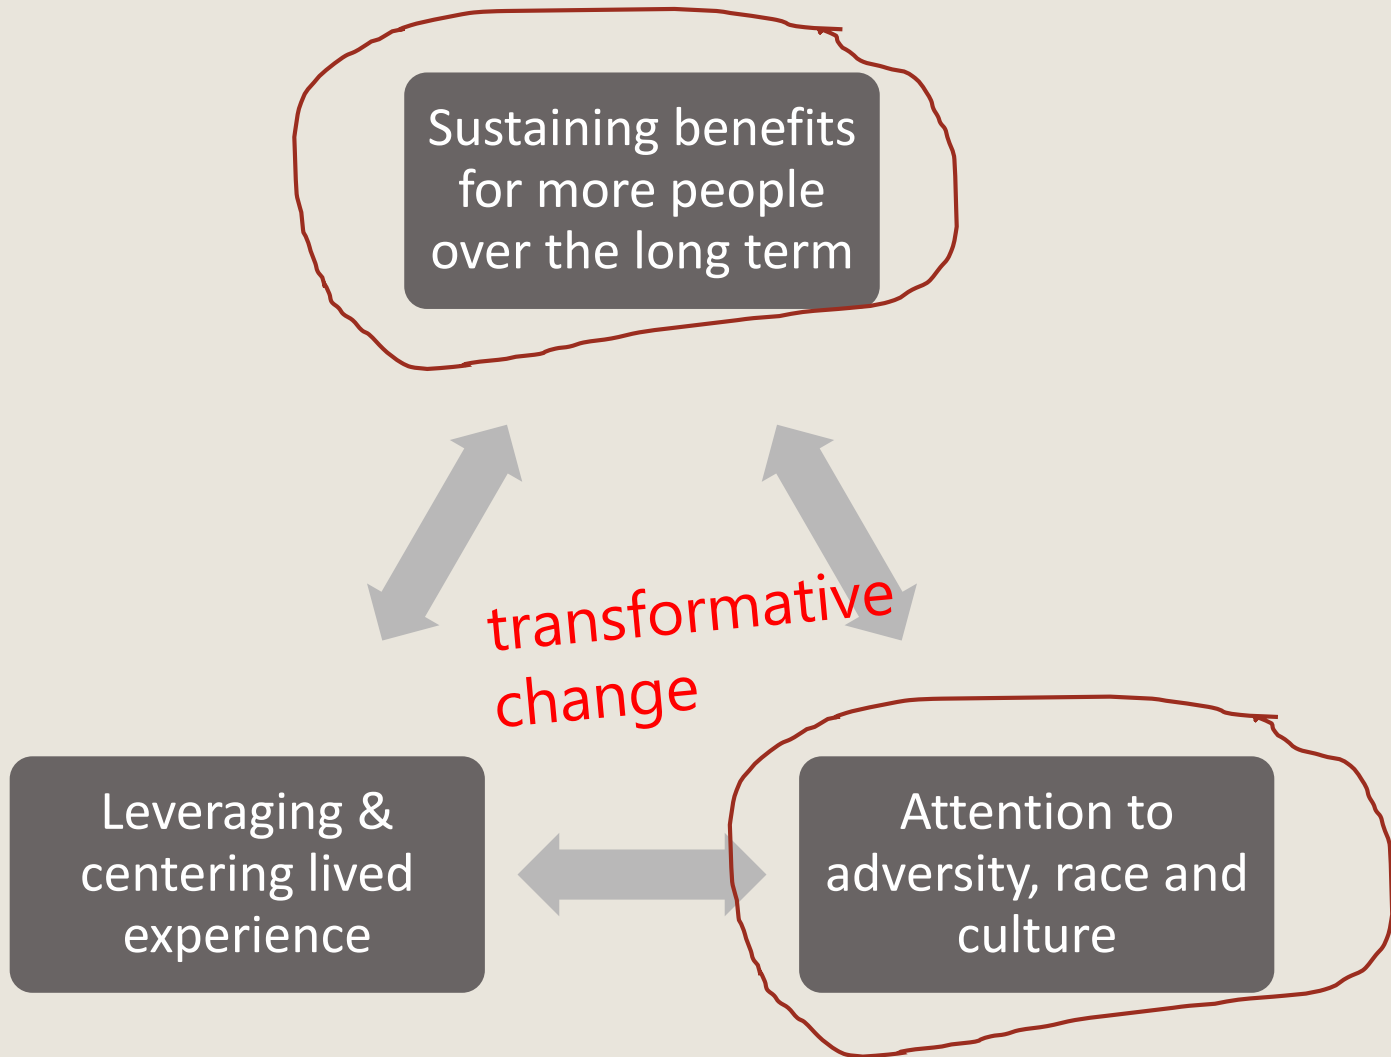 Sustaining benefits
for more people
over the long term
transformative
change
Leveraging &
centering lived
experience
Attention to
adversity, race and
culture